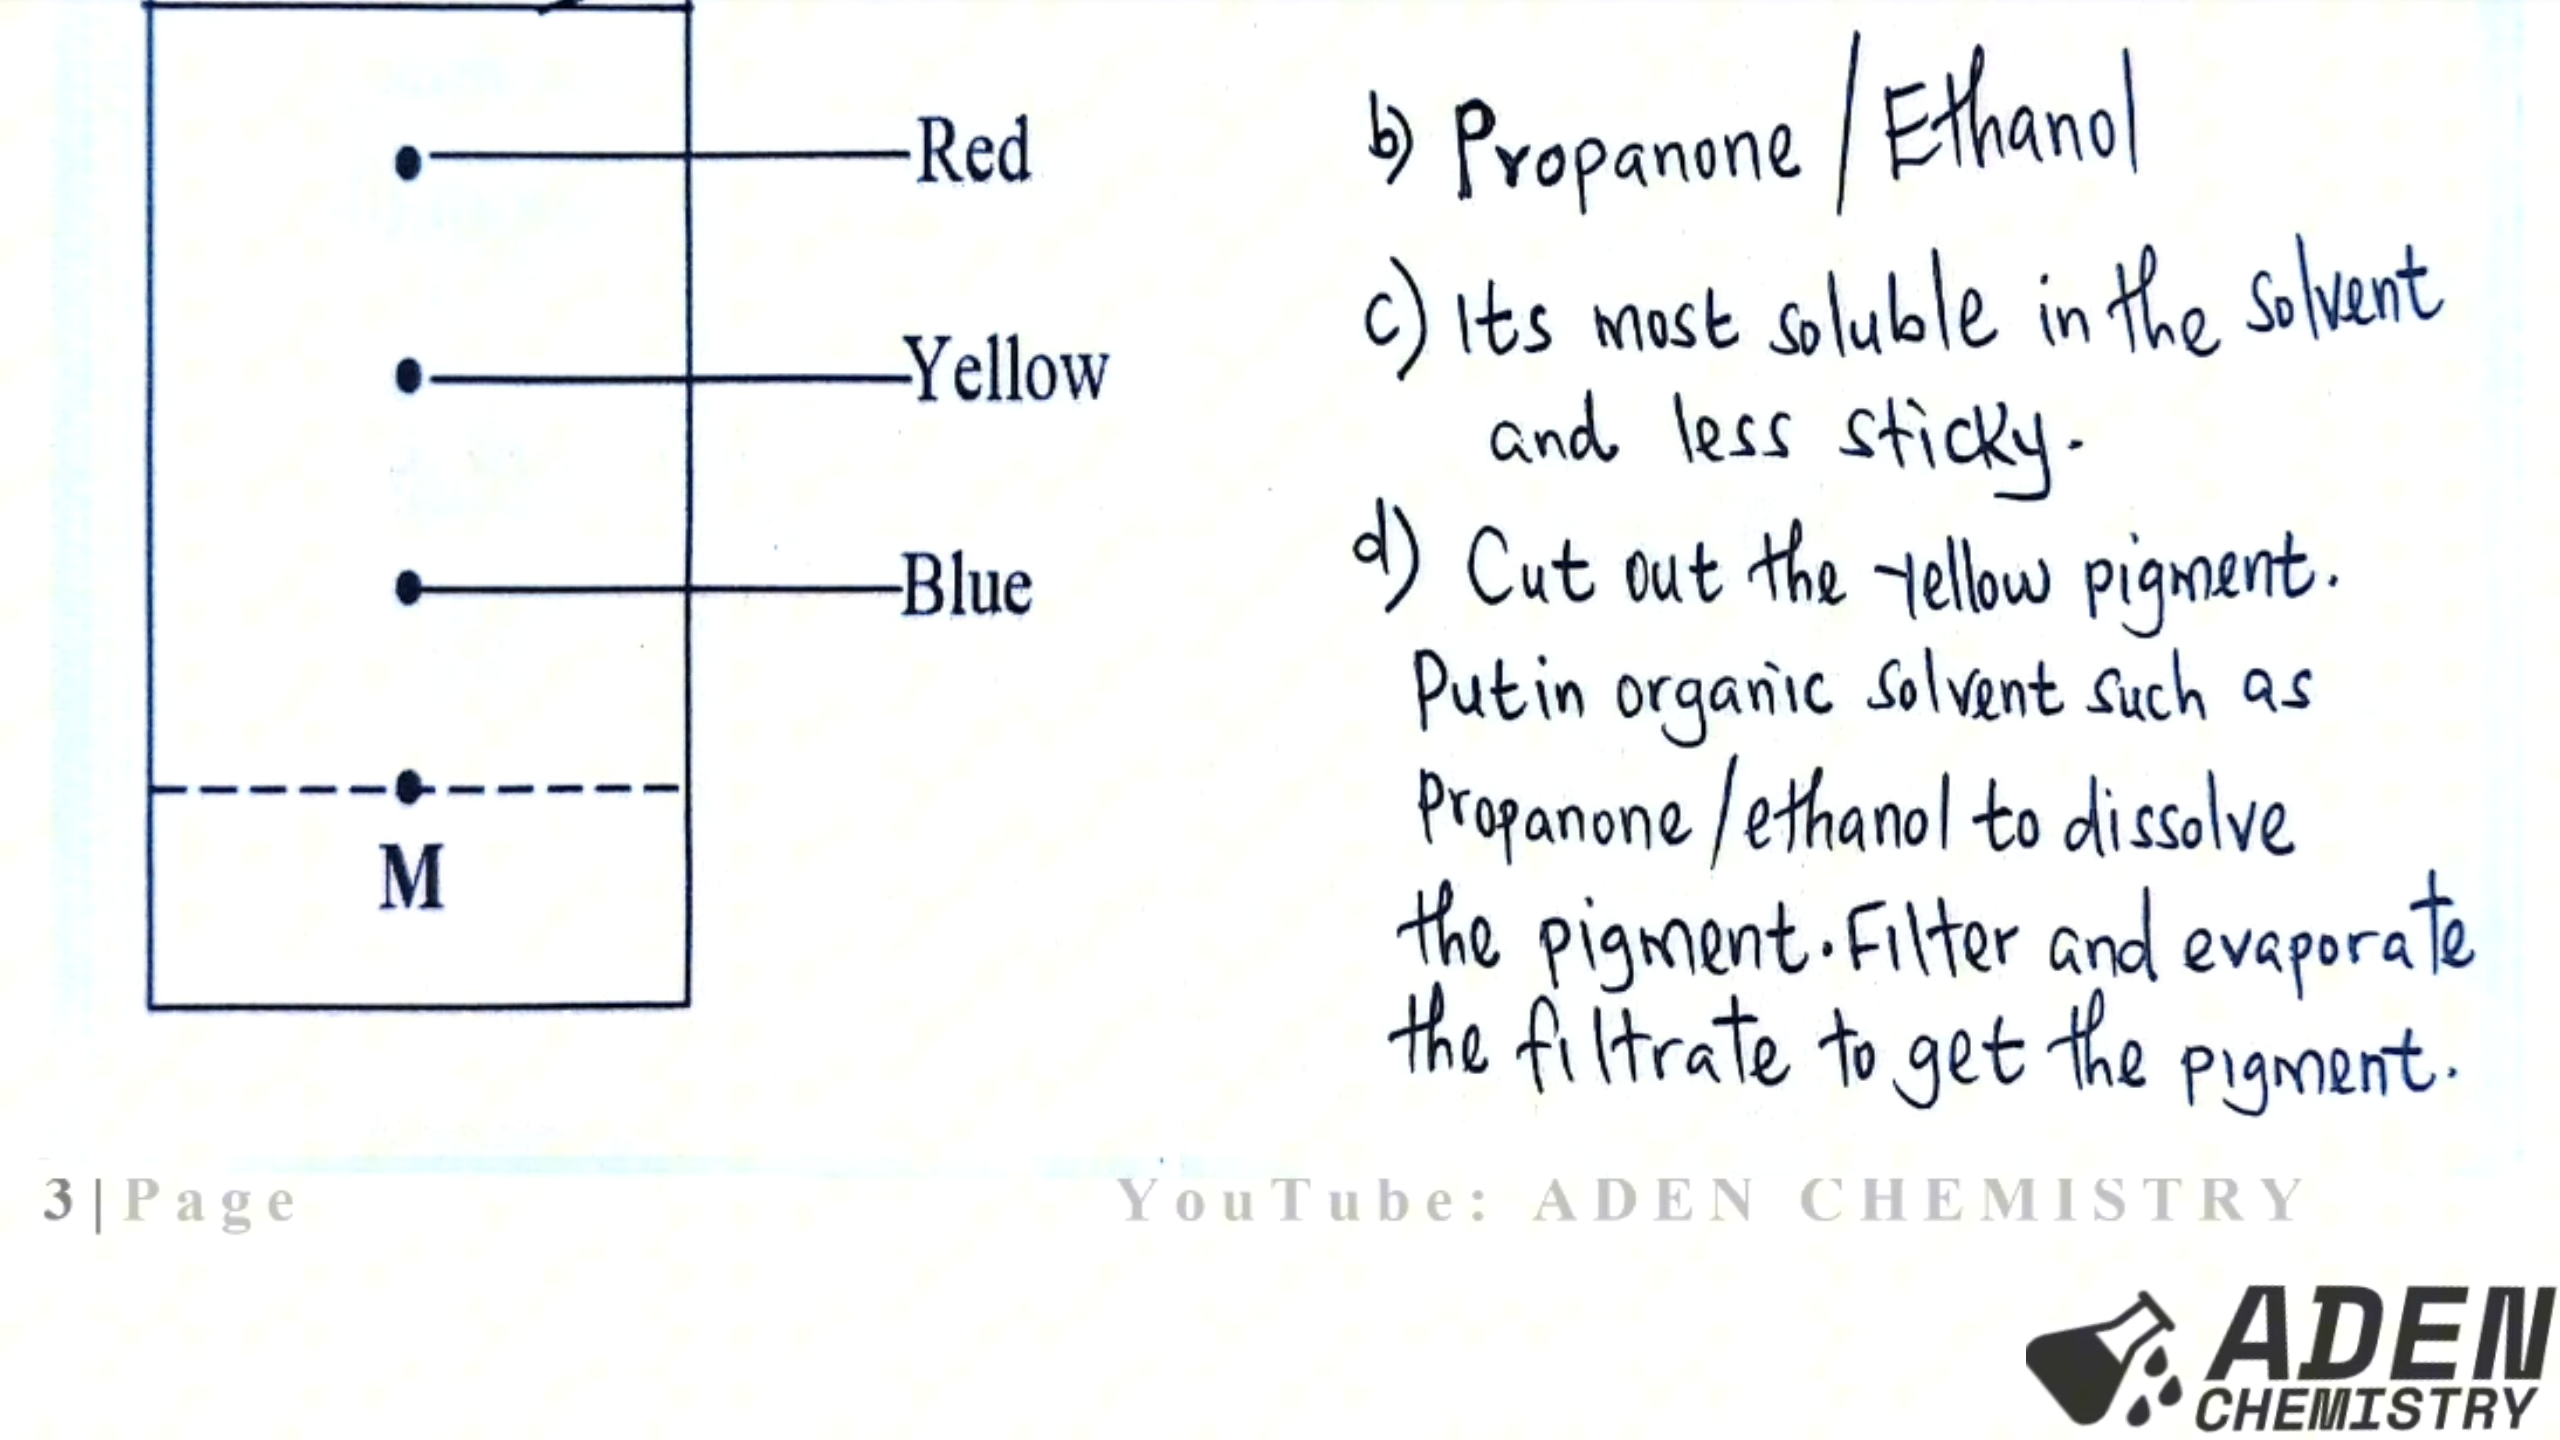 Red
Yellow
Blue
M
b) Propanone / Ethanol
c) Its most soluble in the solvent
and less sticky.
d) Cut out the Yellow pigment.
Put in organic solvent such as
Propanone / ethanol to dissolve
the pigment. Filter and evaporate
the filtrate to get the pigment.
3 | Page
YouTube: ADEN CHEMISTRY
ADEN
CHEMISTRY